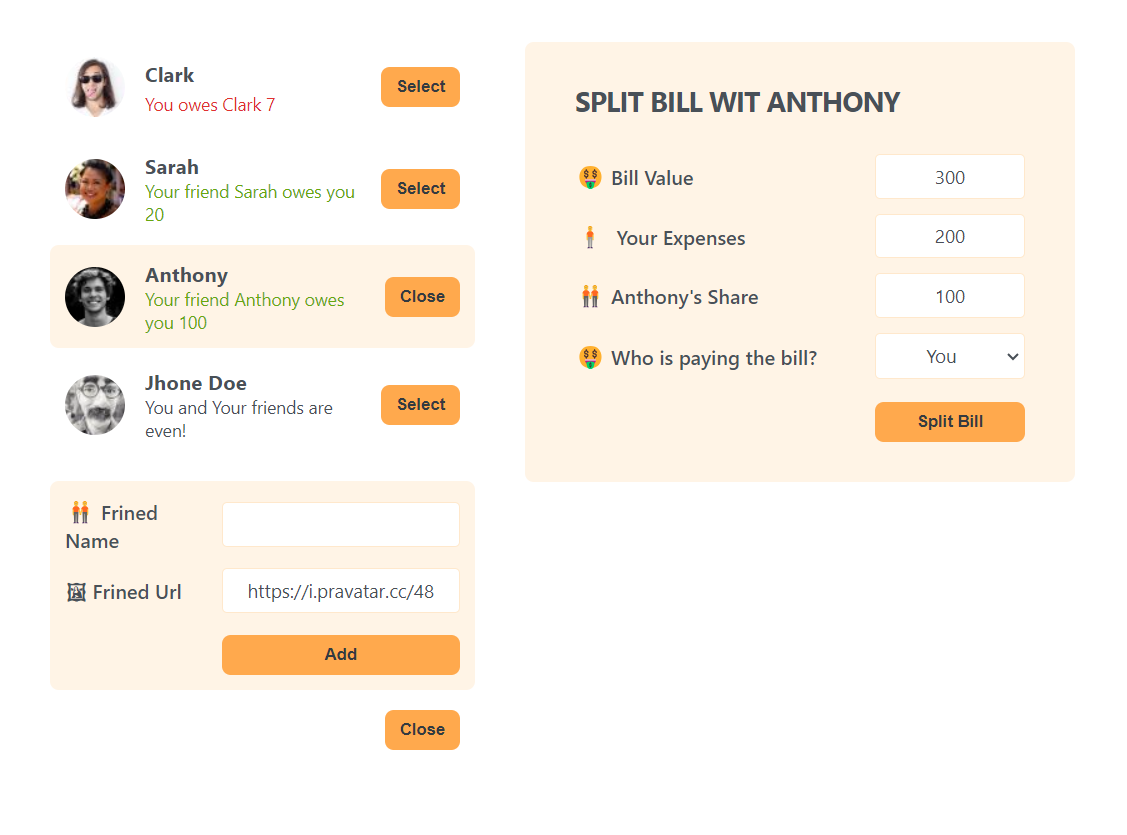 Clark
You owes Clark 7
Select
Sarah
Your friend Sarah owes you
20
Select
Anthony
Your friend Anthony owes
you 100
Close
Jhone Doe
You and Your friends are
even!
Select
Frined
Name
Frined Url
https://i.pravatar.cc/48
Add
Close
SPLIT BILL WIT ANTHONY
Bill Value
300
Your Expenses
200
Anthony's Share
100
Who is paying the bill?
You
Split Bill